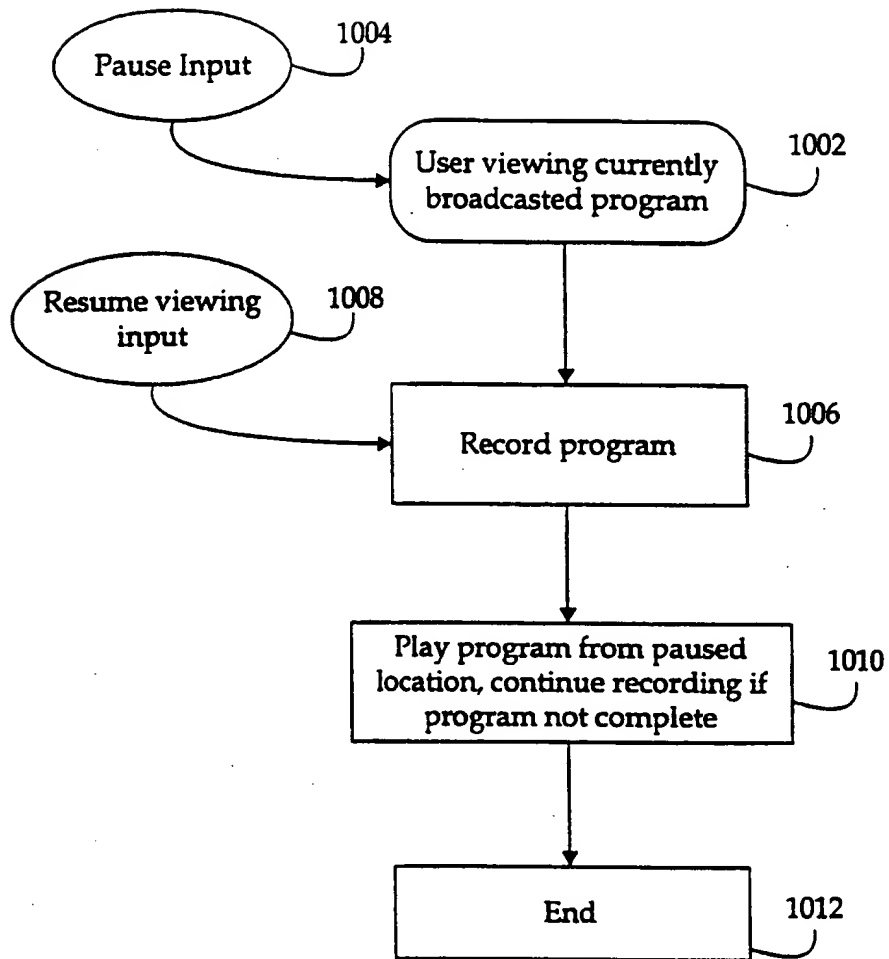 1004
Pause Input
1002
User viewing currently
broadcasted program
1008
Resume viewing
input
1006
Record program
1010
Play program from paused
location, continue recording if
program not complete
End
1012